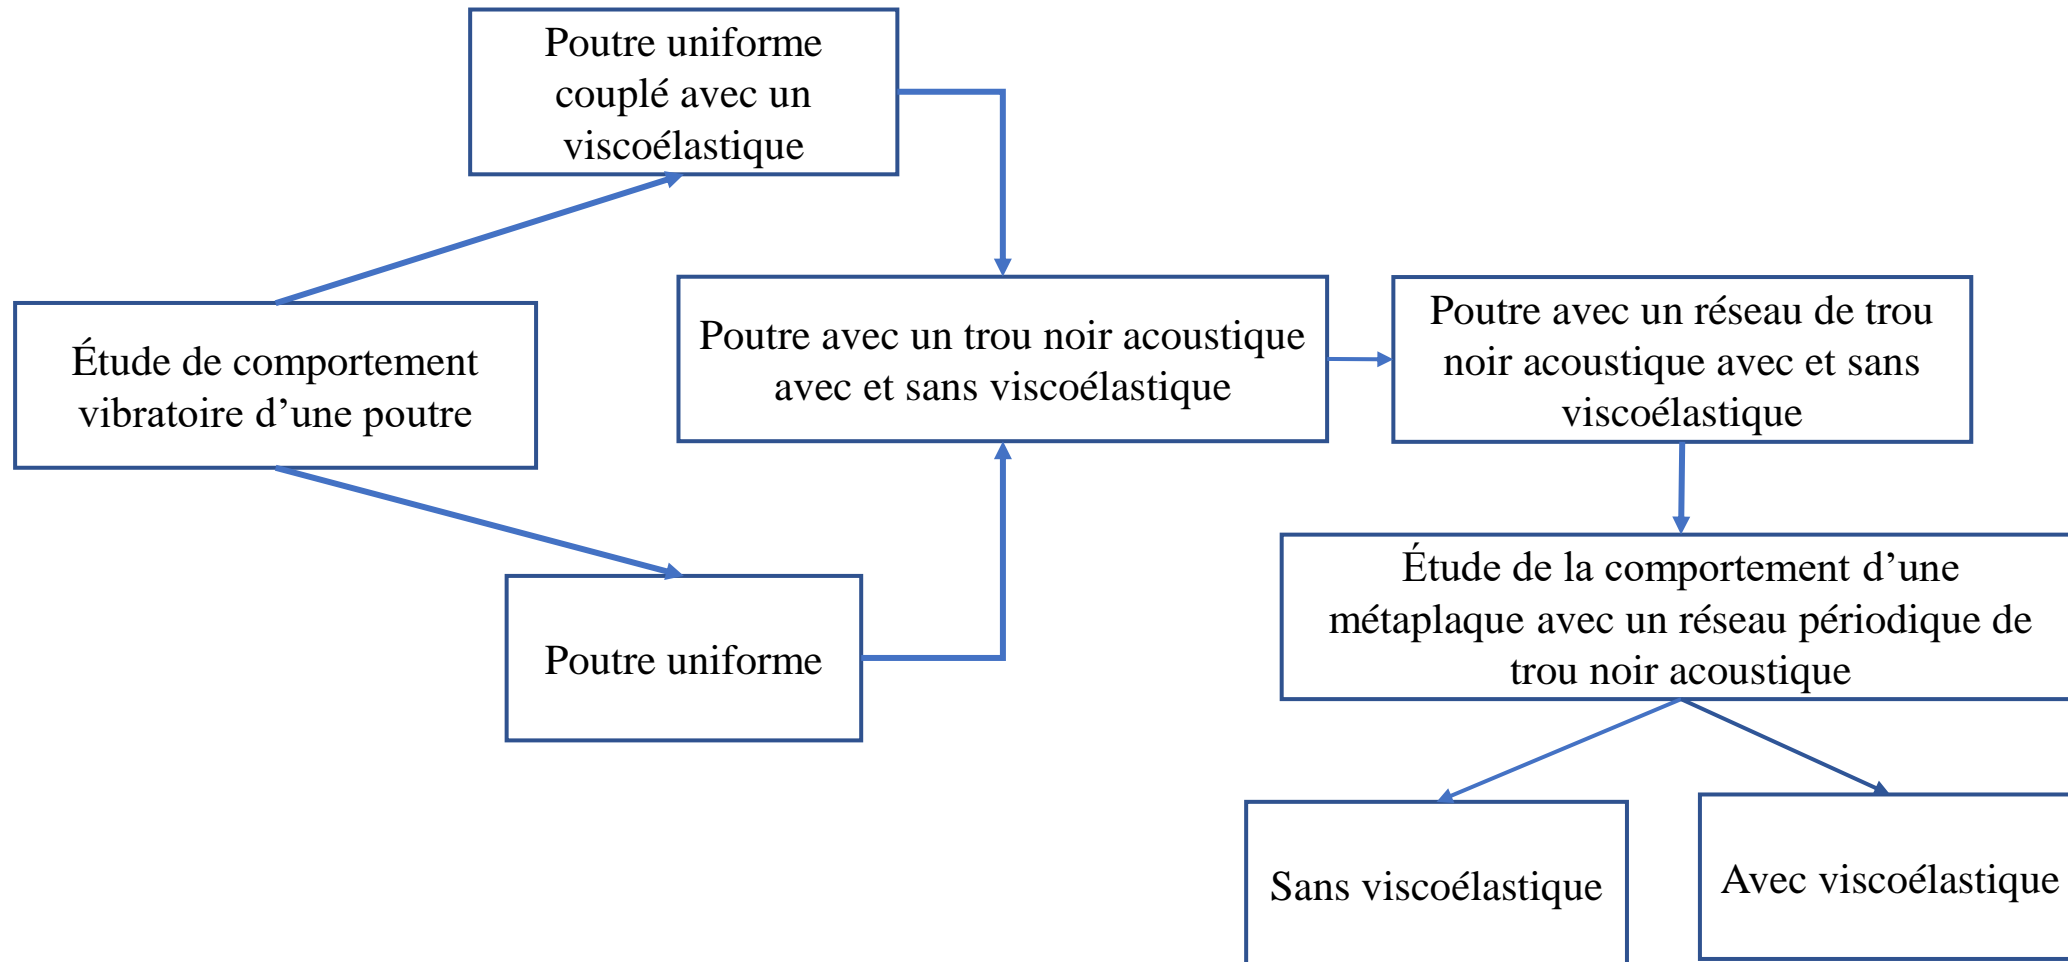 Poutre uniforme
couplé avec un
viscoélastique
Étude de comportement
vibratoire d’une poutre
Poutre avec un trou noir acoustique
avec et sans viscoélastique
Poutre avec un réseau de trou
noir acoustique avec et sans
viscoélastique
Poutre uniforme
Étude de la comportement d’une
métaplaque avec un réseau périodique de
trou noir acoustique
Sans viscoélastique
Avec viscoélastique